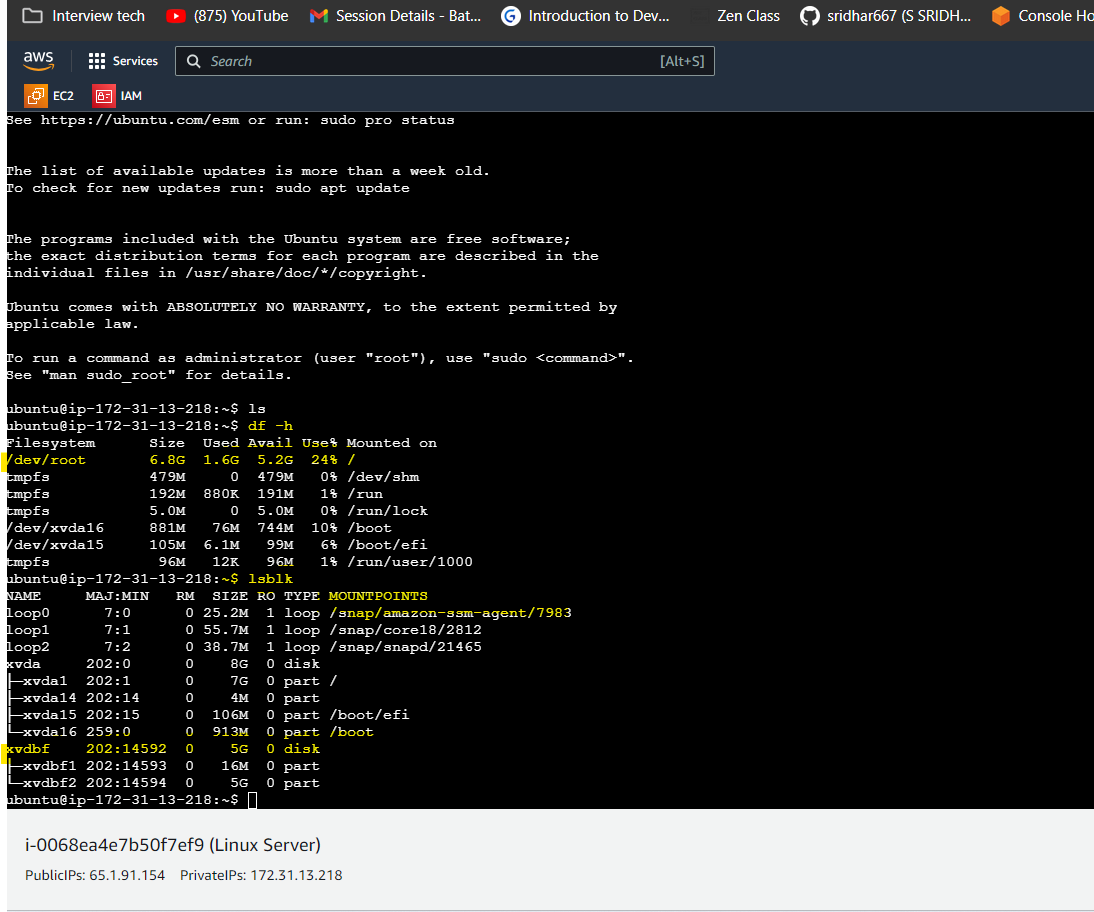 Interview tech (875) YouTube Session Details - Bat... Introduction to Dev... Zen Class sridhar667 (S SRIDH... Console Ho
aws Services Search [Alt+S]
EC2 IAM
See https://ubuntu.com/esm or run: sudo pro status
The list of available updates is more than a week old.
To check for new updates run: sudo apt update
The programs included with the Ubuntu system are free software;
the exact distribution terms for each program are described in the
individual files in /usr/share/doc/*/copyright.
Ubuntu comes with ABSOLUTELY NO WARRANTY, to the extent permitted by
applicable law.
To run a command as administrator (user "root"), use "sudo <command>".
See "man sudo_root" for details.
ubuntu@ip-172-31-13-218:~$ ls
ubuntu@ip-172-31-13-218:~$ df -h
Filesystem      Size  Used Avail Use% Mounted on
/dev/root       6.8G  1.6G  5.2G  24% /
tmpfs           479M     0  479M   0% /dev/shm
tmpfs           192M  880K  191M   1% /run
tmpfs           5.0M     0  5.0M   0% /run/lock
/dev/xvda16     881M   76M  744M  10% /boot
/dev/xvda15     105M  6.1M   99M   6% /boot/efi
tmpfs            96M   12K   96M   1% /run/user/1000
ubuntu@ip-172-31-13-218:~$ lsblk
NAME     MAJ:MIN   RM  SIZE RO TYPE MOUNTPOINTS
loop0      7:0      0 25.2M  1 loop /snap/amazon-ssm-agent/7983
loop1      7:1      0 55.7M  1 loop /snap/core18/2812
loop2      7:2      0 38.7M  1 loop /snap/snapd/21465
xvda     202:0      0    8G  0 disk
├─xvda1  202:1      0    7G  0 part /
├─xvda14 202:14     0    4M  0 part
├─xvda15 202:15     0  106M  0 part /boot/efi
└─xvda16 259:0      0  913M  0 part /boot
xvdbf    202:14592  0    5G  0 disk
├─xvdbf1 202:14593  0   16M  0 part
└─xvdbf2 202:14594  0    5G  0 part
ubuntu@ip-172-31-13-218:~$
i-0068ea4e7b50f7ef9 (Linux Server)
PublicIPs: 65.1.91.154 PrivateIPs: 172.31.13.218